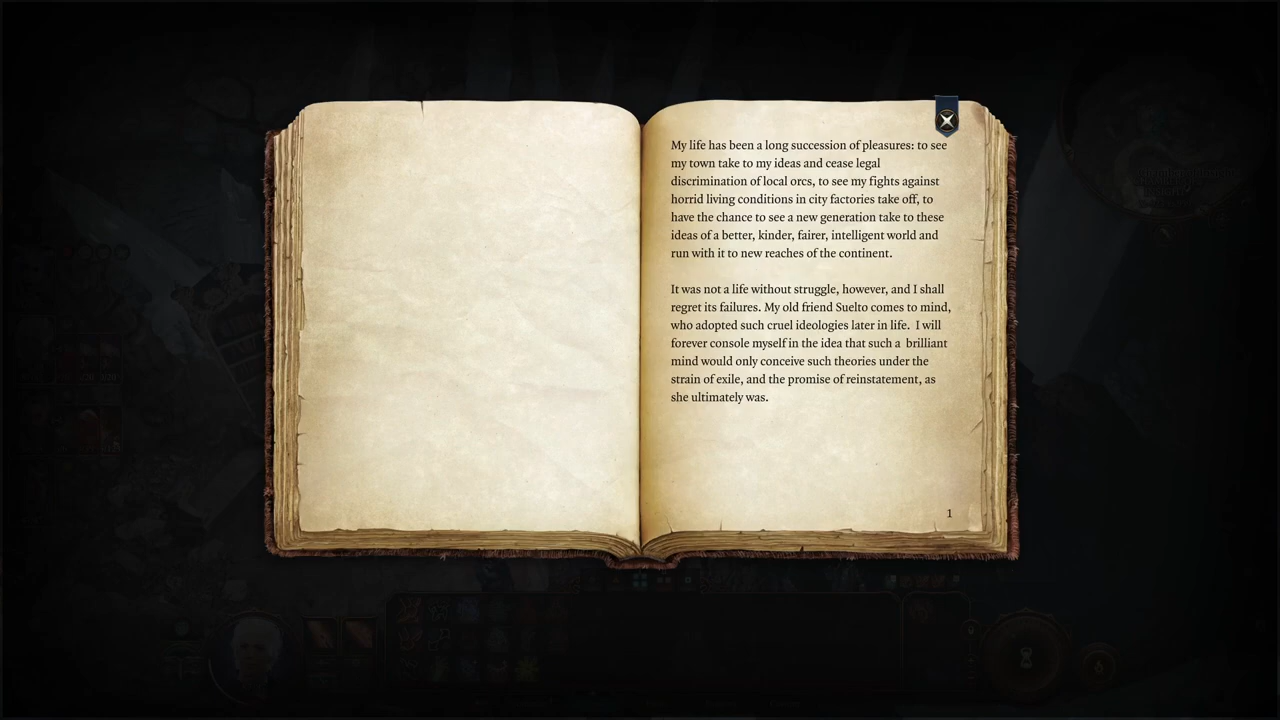 My life has been a long succession of pleasures: to see
my town take to my ideas and cease legal
discrimination of local orcs, to see my fights against
horrid living conditions in city factories take off, to
have the chance to see a new generation take to these
ideas of a better, kinder, fairer, intelligent world and
run with it to new reaches of the continent.
It was not a life without struggle, however, and I shall
regret its failures. My old friend Suelto comes to mind,
who adopted such cruel ideologies later in life.  I will
forever console myself in the idea that such a  brilliant
mind would only conceive such theories under the
strain of exile, and the promise of reinstatement, as
she ultimately was.
1